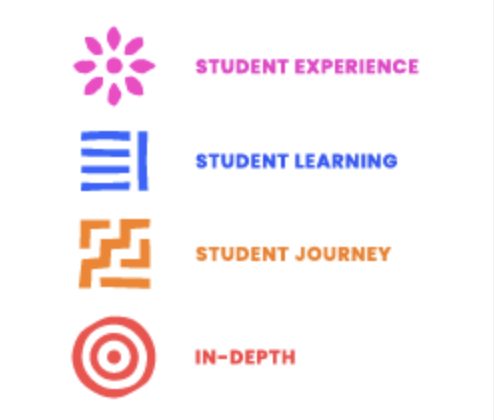 STUDENT EXPERIENCE
STUDENT LEARNING
STUDENT JOURNEY
IN-DEPTH